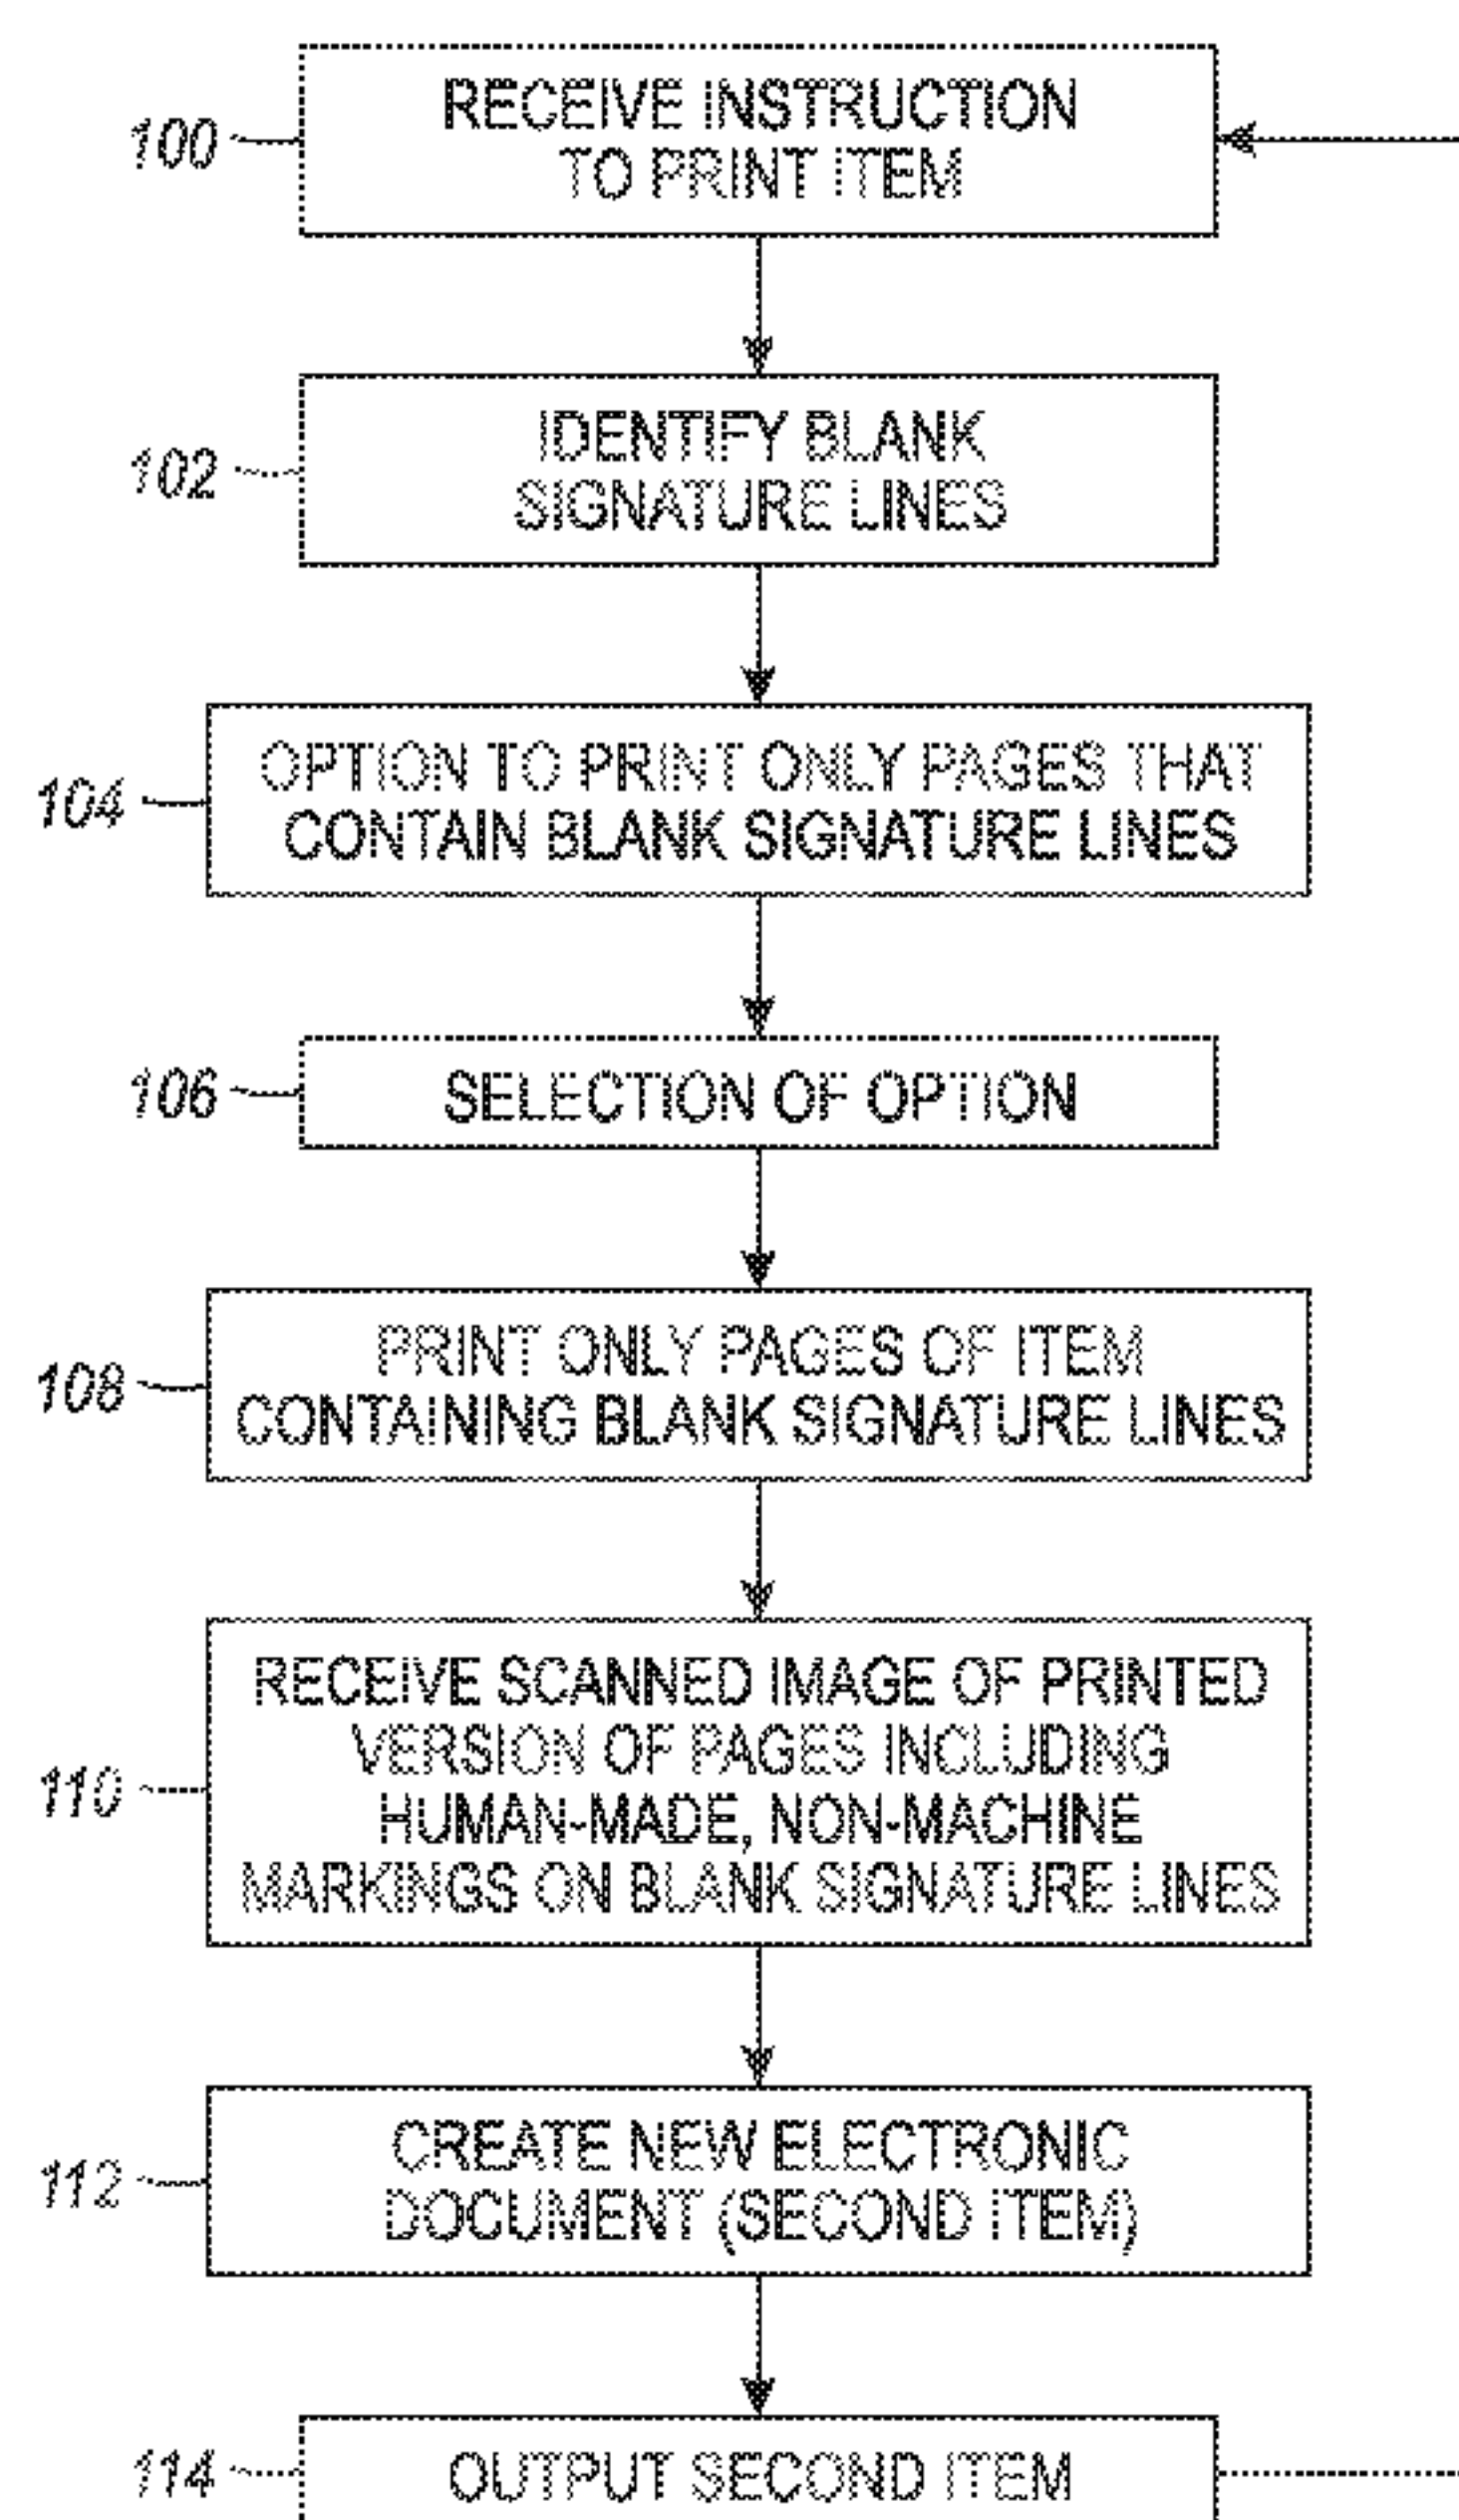 100
RECEIVE INSTRUCTION
TO PRINT ITEM
102
IDENTIFY BLANK
SIGNATURE LINES
104
OPTION TO PRINT ONLY PAGES THAT
CONTAIN BLANK SIGNATURE LINES
106
SELECTION OF OPTION
108
PRINT ONLY PAGES OF ITEM
CONTAINING BLANK SIGNATURE LINES
110
RECEIVE SCANNED IMAGE OF PRINTED
VERSION OF PAGES INCLUDING
HUMAN-MADE, NON-MACHINE
MARKINGS ON BLANK SIGNATURE LINES
112
CREATE NEW ELECTRONIC
DOCUMENT (SECOND ITEM)
114
OUTPUT SECOND ITEM